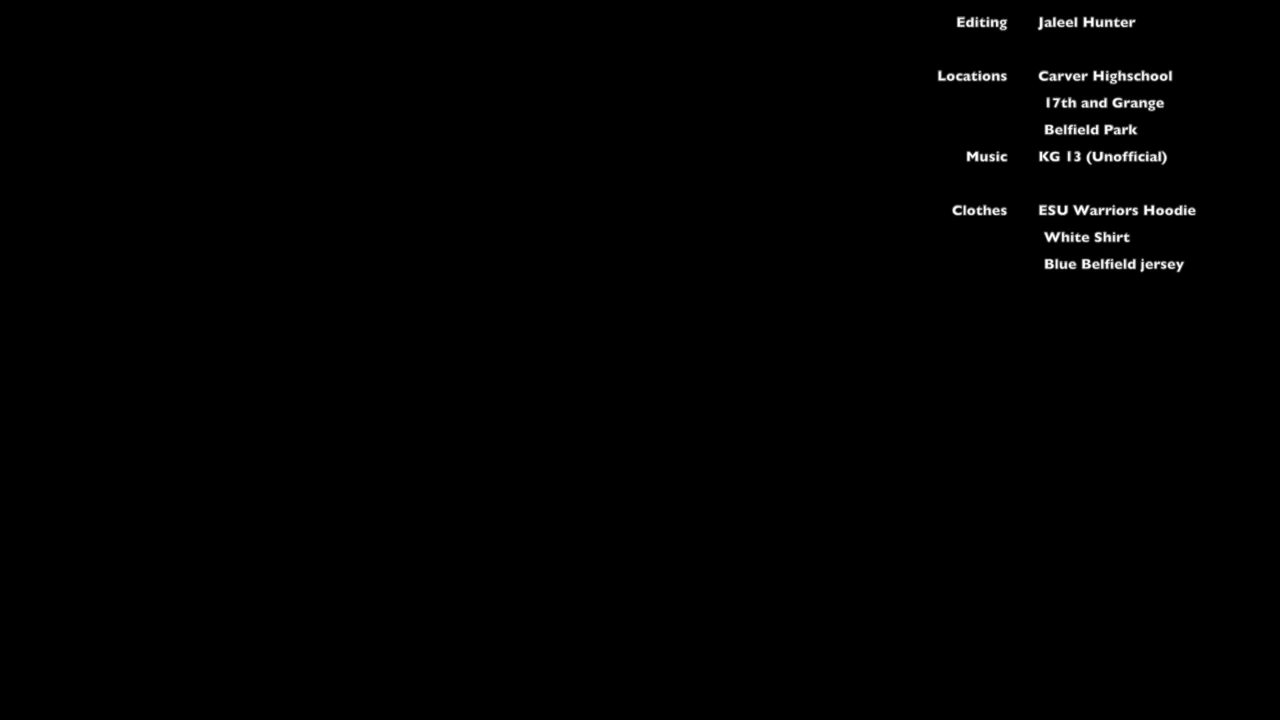 Editing Jaleel Hunter
Locations Carver Highschool
17th and Grange
Belfield Park
Music KG 13 (Unofficial)
Clothes ESU Warriors Hoodie
White Shirt
Blue Belfield jersey